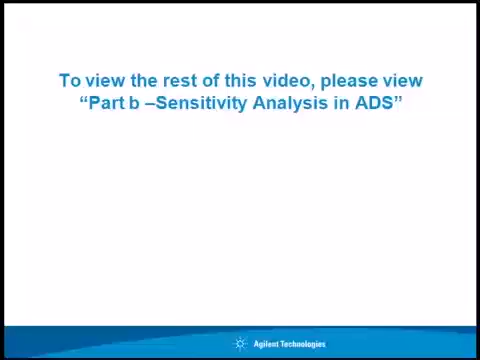 To view the rest of this video, please view
“Part b –Sensitivity Analysis in ADS”
Agilent Technologies